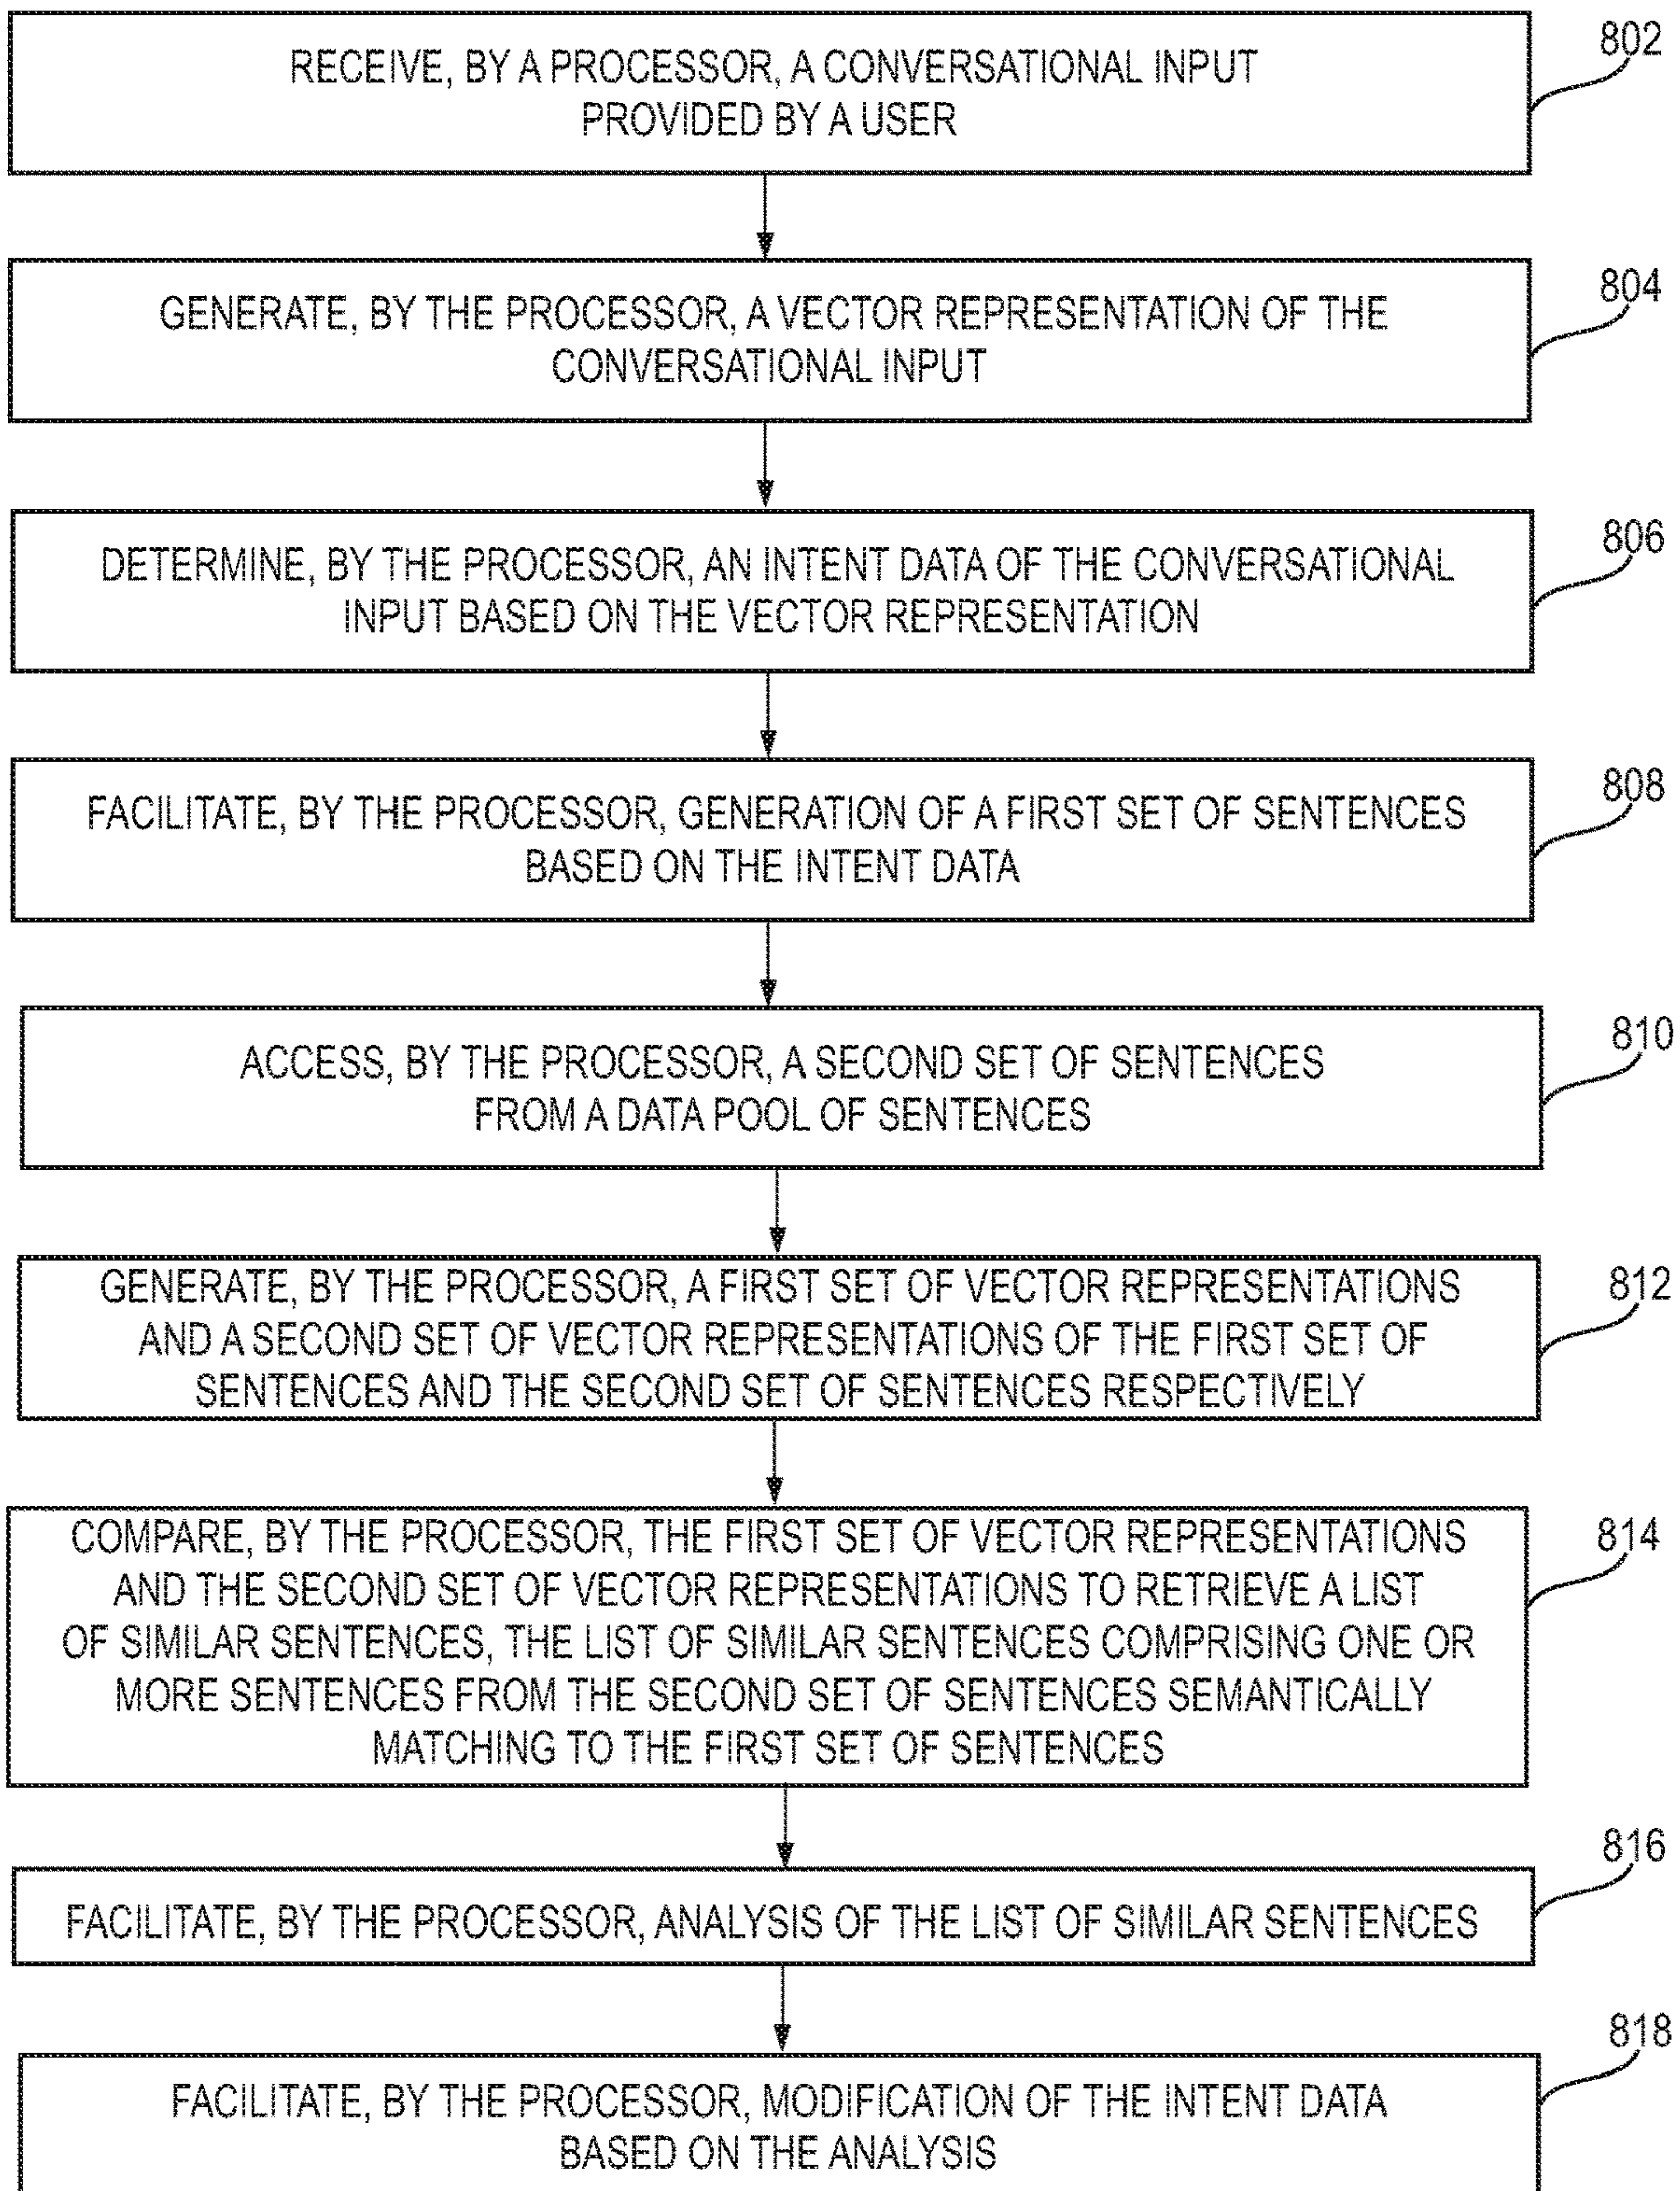 RECEIVE, BY A PROCESSOR, A CONVERSATIONAL INPUT
PROVIDED BY A USER
802
GENERATE, BY THE PROCESSOR, A VECTOR REPRESENTATION OF THE
CONVERSATIONAL INPUT
804
DETERMINE, BY THE PROCESSOR, AN INTENT DATA OF THE CONVERSATIONAL
INPUT BASED ON THE VECTOR REPRESENTATION
806
FACILITATE, BY THE PROCESSOR, GENERATION OF A FIRST SET OF SENTENCES
BASED ON THE INTENT DATA
808
ACCESS, BY THE PROCESSOR, A SECOND SET OF SENTENCES
FROM A DATA POOL OF SENTENCES
810
GENERATE, BY THE PROCESSOR, A FIRST SET OF VECTOR REPRESENTATIONS
AND A SECOND SET OF VECTOR REPRESENTATIONS OF THE FIRST SET OF
SENTENCES AND THE SECOND SET OF SENTENCES RESPECTIVELY
812
COMPARE, BY THE PROCESSOR, THE FIRST SET OF VECTOR REPRESENTATIONS
AND THE SECOND SET OF VECTOR REPRESENTATIONS TO RETRIEVE A LIST
OF SIMILAR SENTENCES, THE LIST OF SIMILAR SENTENCES COMPRISING ONE OR
MORE SENTENCES FROM THE SECOND SET OF SENTENCES SEMANTICALLY
MATCHING TO THE FIRST SET OF SENTENCES
814
FACILITATE, BY THE PROCESSOR, ANALYSIS OF THE LIST OF SIMILAR SENTENCES
816
FACILITATE, BY THE PROCESSOR, MODIFICATION OF THE INTENT DATA
BASED ON THE ANALYSIS
818